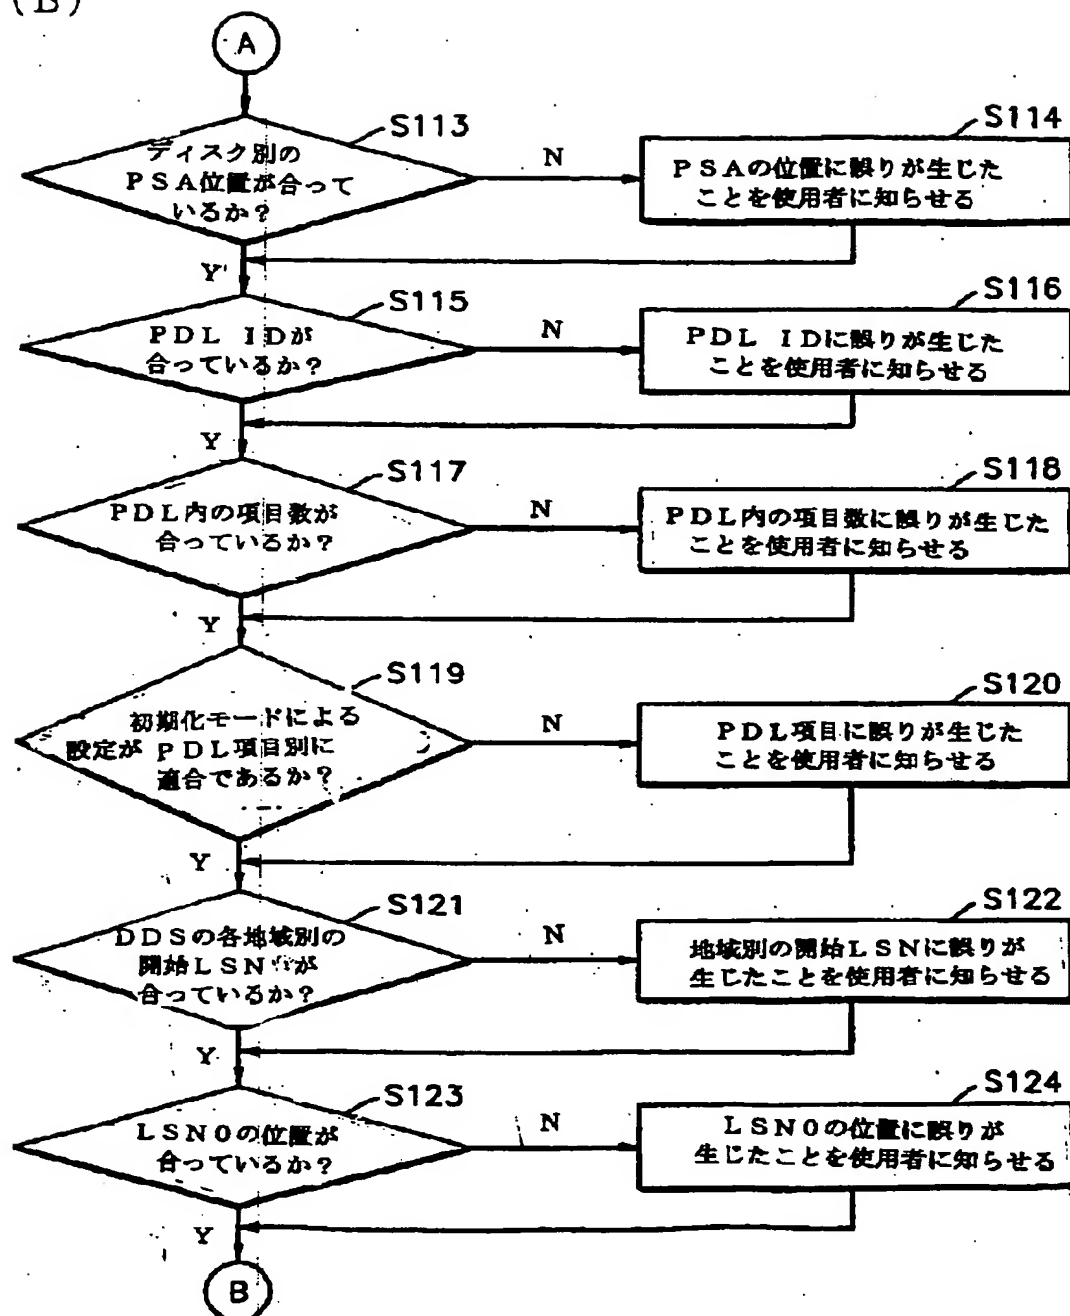 (B)
A
S113
ディスク別の
PSA位置が合って
いるか?
N
S114
PSAの位置に誤りが生じた
ことを使用者に知らせる
Y
S115
PDL IDが
合っているか?
N
S116
PDL IDに誤りが生じた
ことを使用者に知らせる
Y
S117
PDL内の項目数が
合っているか?
N
S118
PDL内の項目数に誤りが生じた
ことを使用者に知らせる
Y
S119
初期化モードによる
設定がPDL項目別に
適合であるか?
N
S120
PDL項目に誤りが生じた
ことを使用者に知らせる
Y
S121
DDSの各地域別の
開始LSNが
合っているか?
N
S122
地域別の開始LSNに誤りが
生じたことを使用者に知らせる
Y
S123
LSN0の位置が
合っているか?
N
S124
LSN0の位置に誤りが
生じたことを使用者に知らせる
Y
B